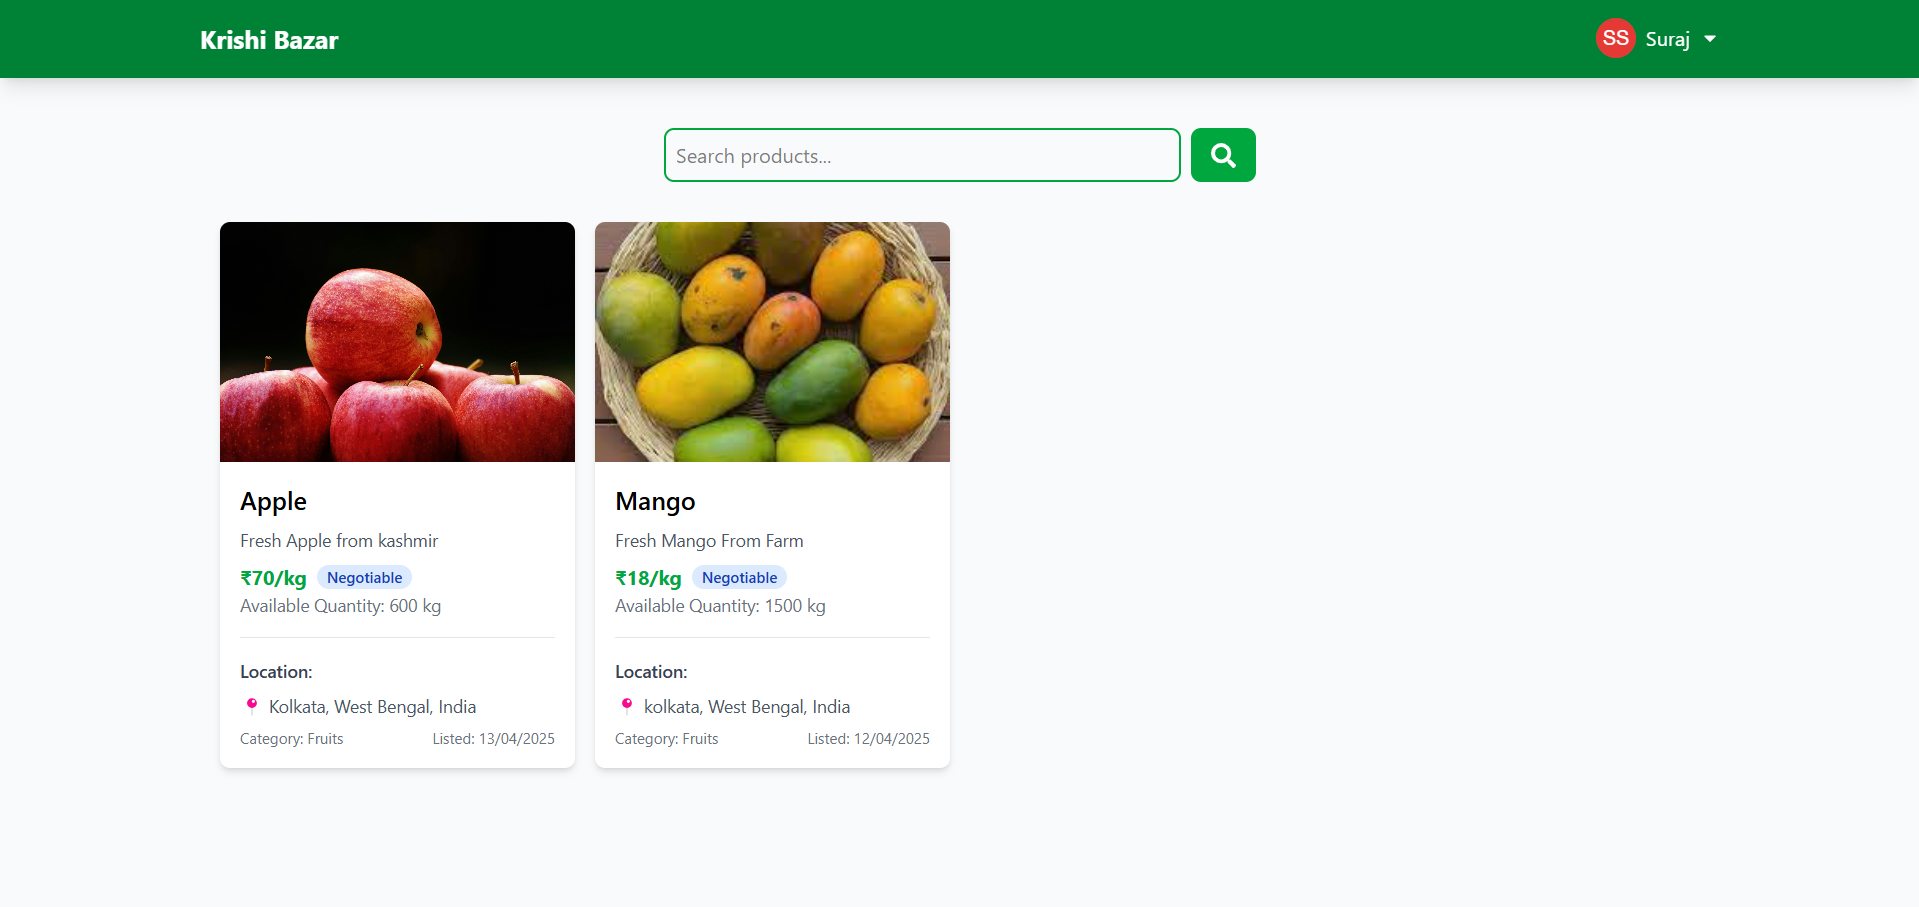 Krishi Bazar
SS Suraj
Search products...
Apple
Fresh Apple from kashmir
₹70/kg Negotiable
Available Quantity: 600 kg
Location:
📍 Kolkata, West Bengal, India
Category: Fruits Listed: 13/04/2025
Mango
Fresh Mango From Farm
₹18/kg Negotiable
Available Quantity: 1500 kg
Location:
📍 kolkata, West Bengal, India
Category: Fruits Listed: 12/04/2025